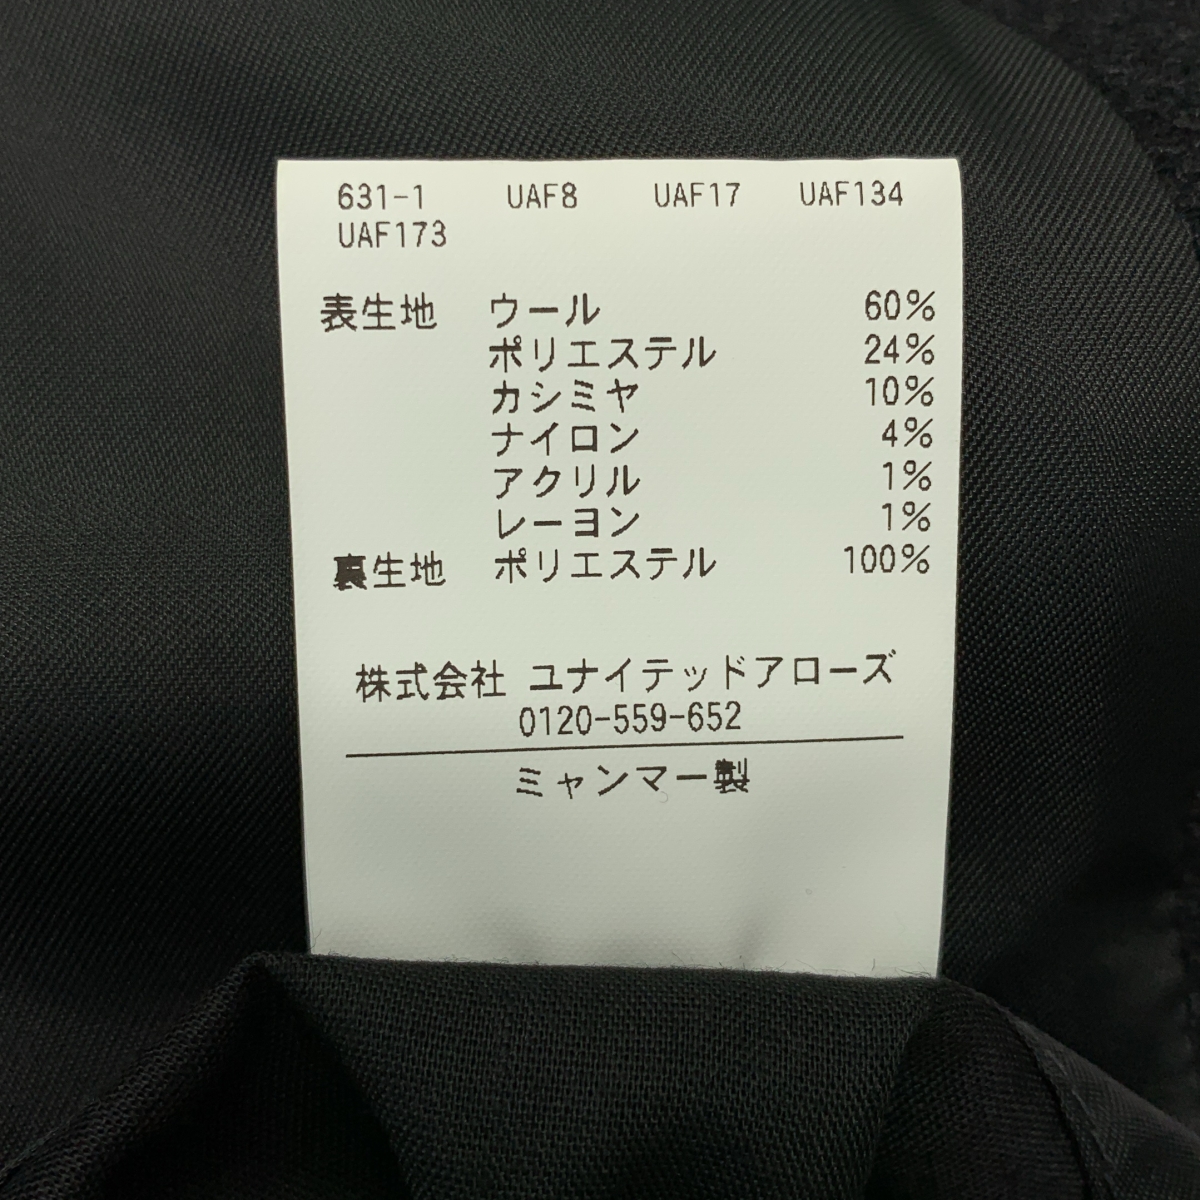 631-1 UAF8 UAF17 UAF134
UAF173
表生地 ウール 60%
ポリエステル 24%
カシミヤ 10%
ナイロン 4%
アクリル 1%
レーヨン 1%
裏生地 ポリエステル 100%
株式会社 ユナイテッドアローズ
0120-559-652
ミャンマー製